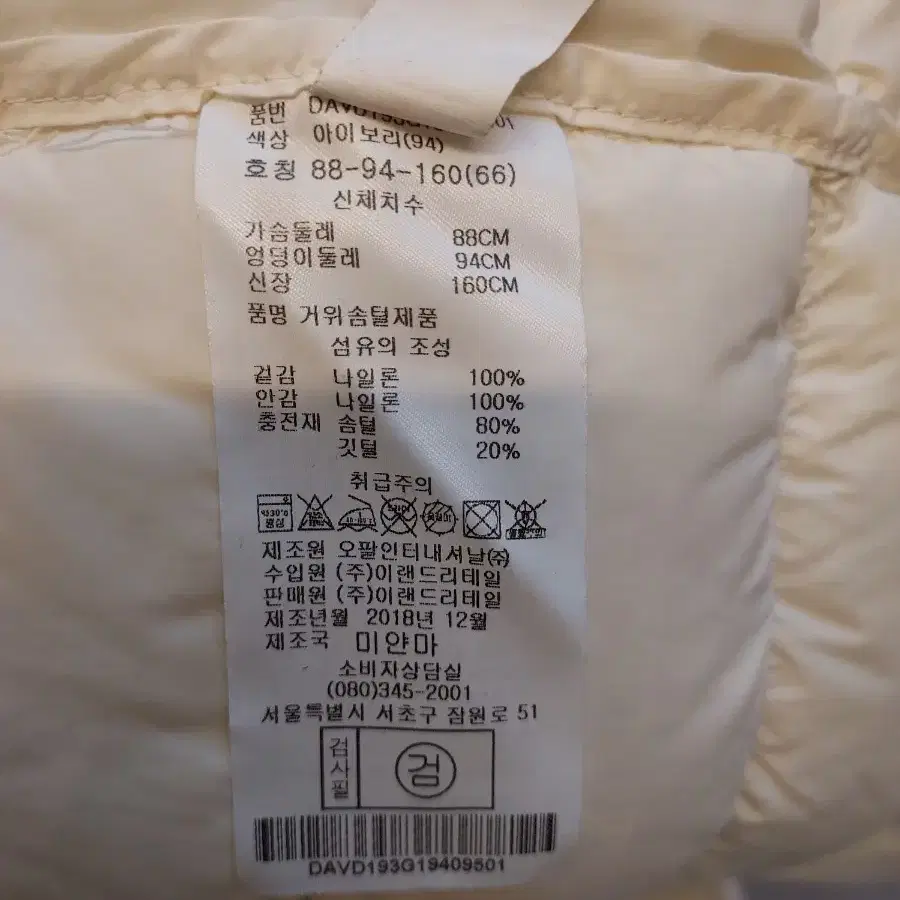 품번 DAVD193G19
색상 아이보리(94)
호칭 88-94-160(66)
신체치수
가슴둘레 88CM
엉덩이둘레 94CM
신장 160CM
품명 거위솜털제품
섬유의 조성
겉감 나일론 100%
안감 나일론 100%
충전재 솜털 80%
깃털 20%
취급주의
제조원 오팔인터내셔날㈜
수입원 (주)이랜드리테일
판매원 (주)이랜드리테일
제조년월 2018년 12월
제조국 미얀마
소비자상담실
(080)345-2001
서울특별시 서초구 잠원로 51
검사필 검
DAVD193G19409501